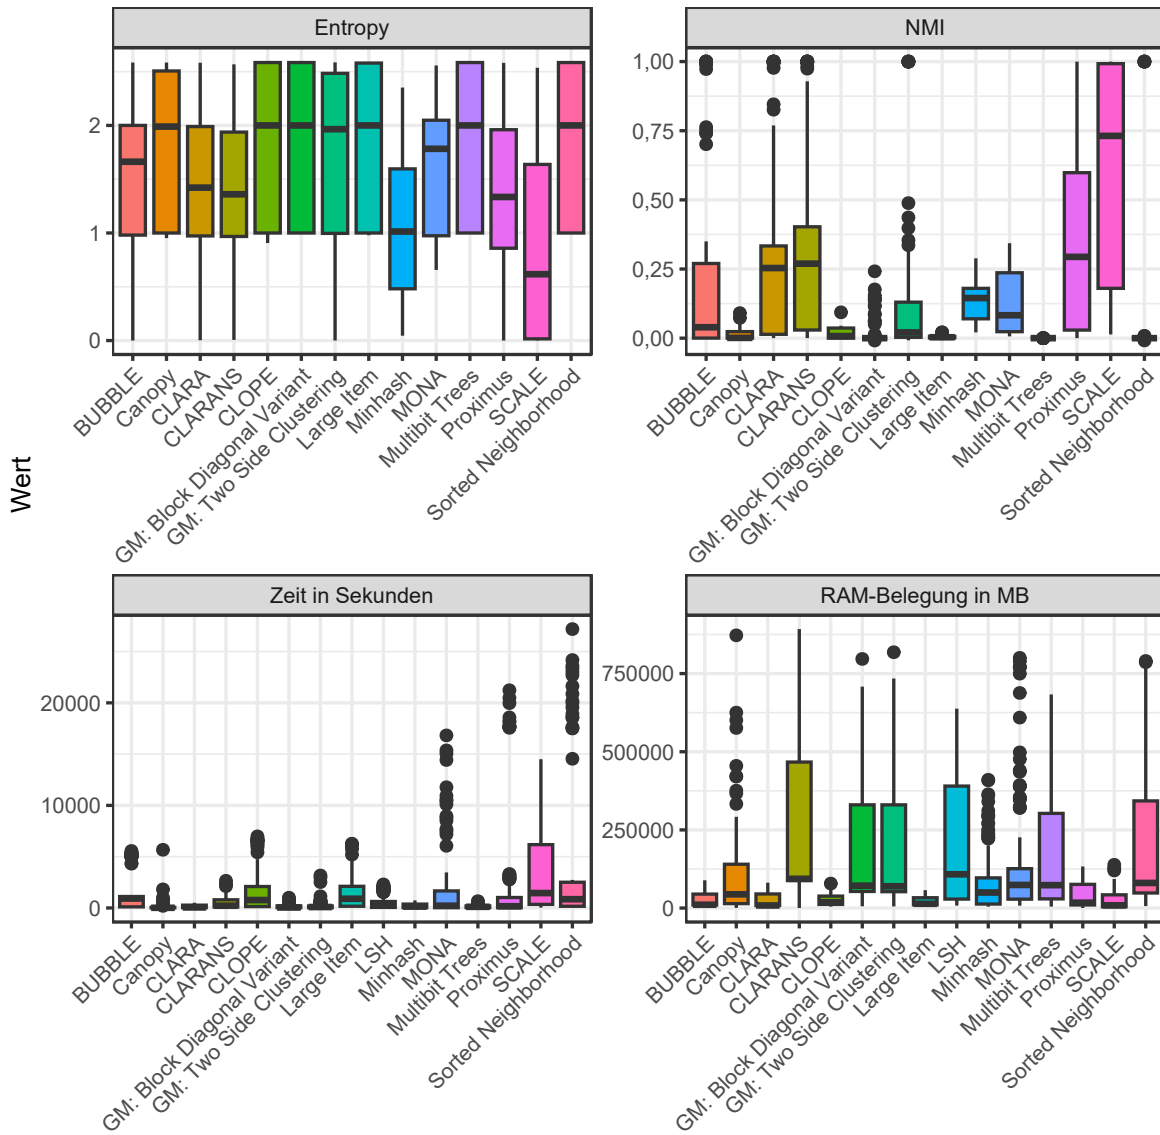 Entropy
2
1
0
BUBBLE
Canopy
CLARA
CLARANS
CLOPE
GM: Block Diagonal Variant
GM: Two Side Clustering
Large Item
Minhash
MONA
Multibit Trees
Proximus
SCALE
Sorted Neighborhood
NMI
1,00
0,75
0,50
0,25
0,00
BUBBLE
Canopy
CLARA
CLARANS
CLOPE
GM: Block Diagonal Variant
GM: Two Side Clustering
Large Item
Minhash
MONA
Multibit Trees
Proximus
SCALE
Sorted Neighborhood
Wert
Zeit in Sekunden
20000
10000
0
BUBBLE
Canopy
CLARA
CLARANS
CLOPE
GM: Block Diagonal Variant
GM: Two Side Clustering
Large Item
LSH
Minhash
MONA
Multibit Trees
Proximus
SCALE
Sorted Neighborhood
RAM-Belegung in MB
750000
500000
250000
0
BUBBLE
Canopy
CLARA
CLARANS
CLOPE
GM: Block Diagonal Variant
GM: Two Side Clustering
Large Item
LSH
Minhash
MONA
Multibit Trees
Proximus
SCALE
Sorted Neighborhood